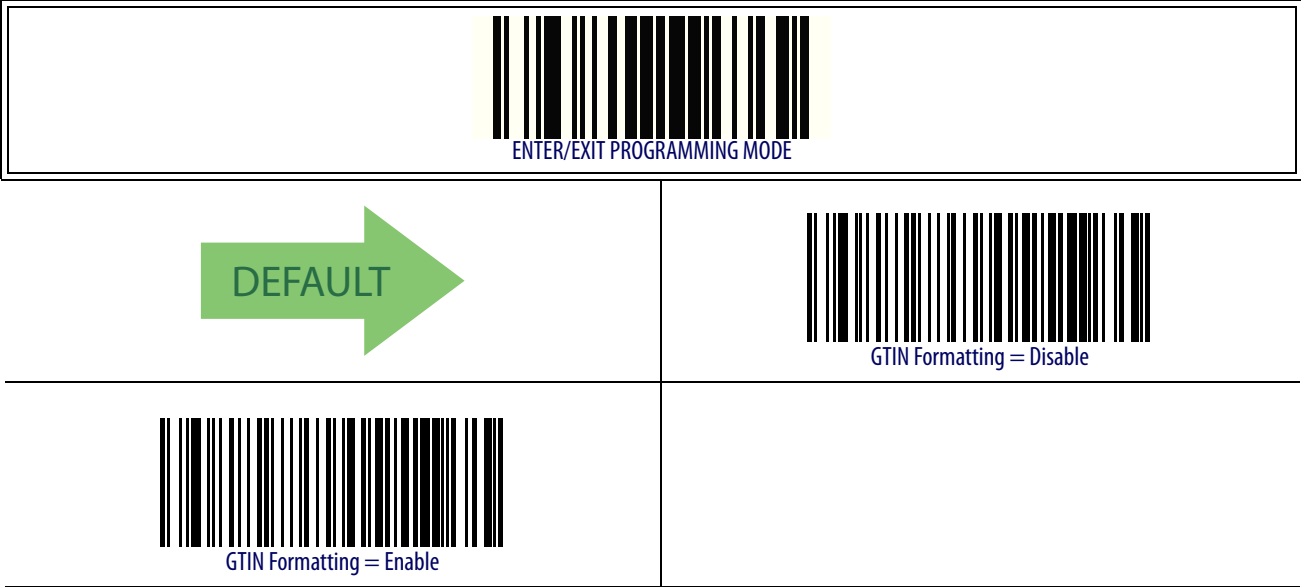 ENTER/EXIT PROGRAMMING MODE
DEFAULT
GTIN Formatting = Disable
GTIN Formatting = Enable